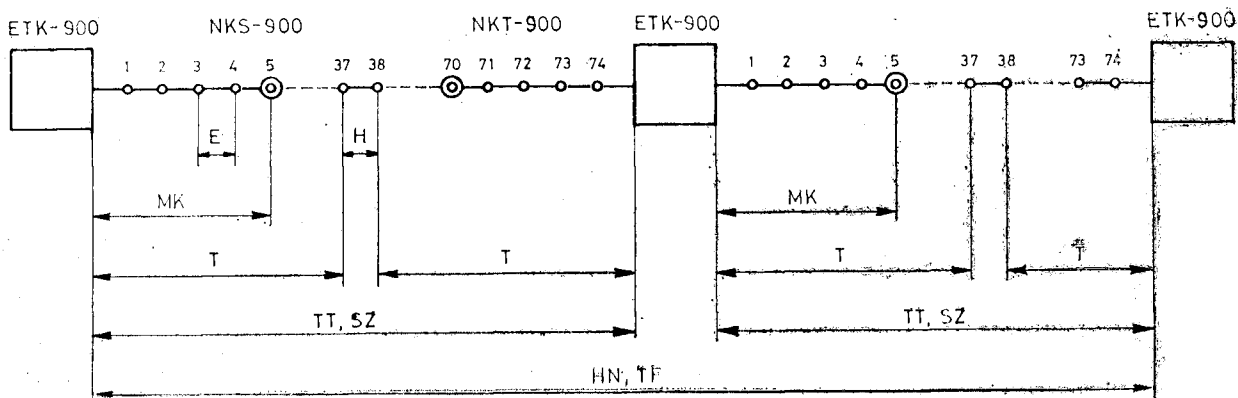 ETK-900 NKS-900 NKT-900 ETK-900 ETK-900
1 2 3 4 5 37 38 70 71 72 73 74 1 2 3 4 5 37 38 73 74
E H
MK MK
T T T T
TT, SZ TT, SZ
HN, TF